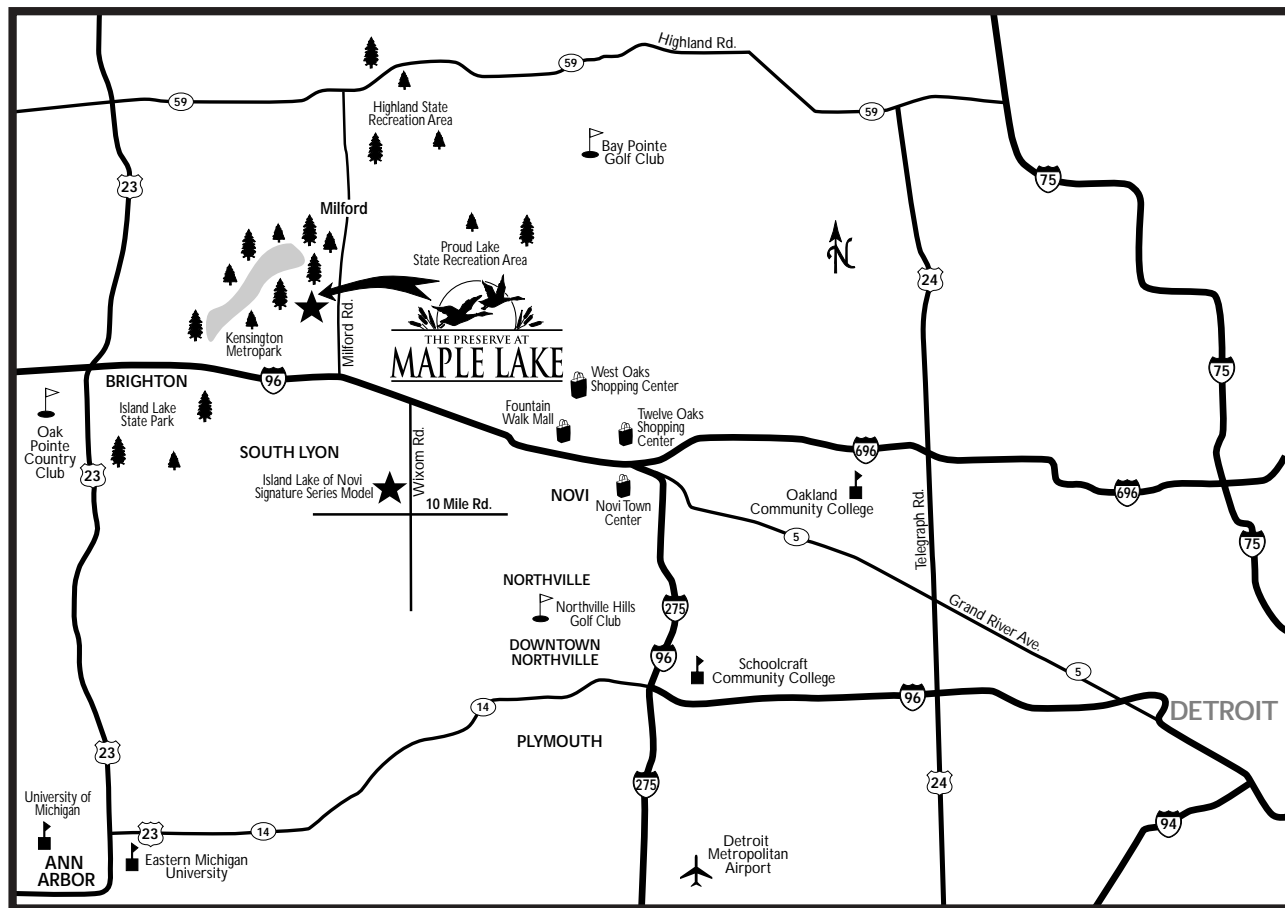 Highland Rd.
59
59
59
Highland State
Recreation Area
Bay Pointe
Golf Club
23
75
Milford
Proud Lake
State Recreation Area
N
24
Kensington
Metropark
Milford Rd.
THE PRESERVE AT
MAPLE LAKE
West Oaks
Shopping Center
75
BRIGHTON
96
Island Lake
State Park
Oak
Pointe
Country
Club
Fountain
Walk Mall
Twelve Oaks
Shopping
Center
SOUTH LYON
Wixom Rd.
696
23
Island Lake of Novi
Signature Series Model
10 Mile Rd.
NOVI
Novi Town
Center
Oakland
Community College
696
Telegraph Rd.
5
75
NORTHVILLE
Northville Hills
Golf Club
275
Grand River Ave.
DOWNTOWN
NORTHVILLE
96
Schoolcraft
Community College
5
96
14
DETROIT
PLYMOUTH
23
275
24
University of
Michigan
23
14
94
ANN
ARBOR
Eastern Michigan
University
Detroit
Metropolitan
Airport